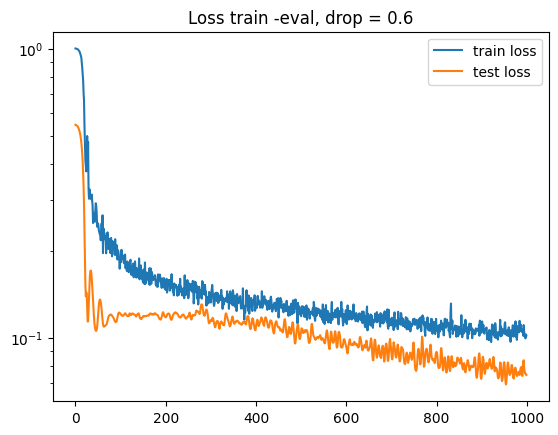 Loss train -eval, drop = 0.6
10⁰
10⁻¹
train loss
test loss
0 200 400 600 800 1000